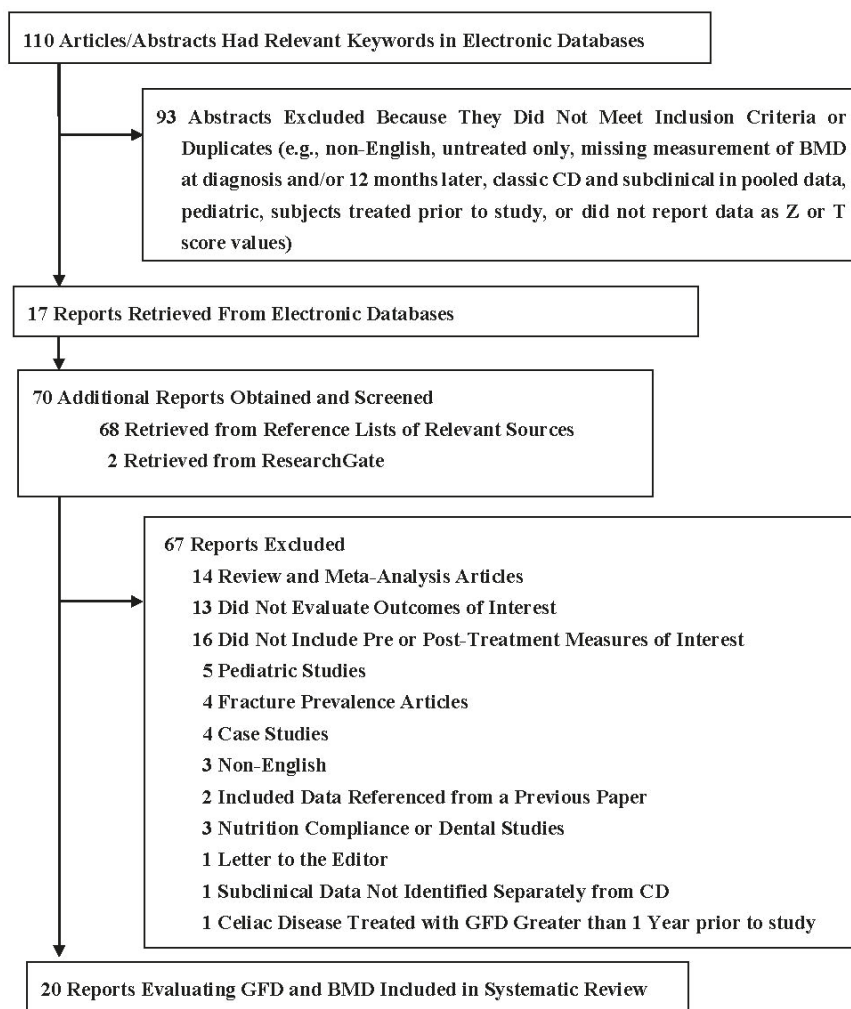 110 Articles/Abstracts Had Relevant Keywords in Electronic Databases
93 Abstracts Excluded Because They Did Not Meet Inclusion Criteria or
Duplicates (e.g., non-English, untreated only, missing measurement of BMD
at diagnosis and/or 12 months later, classic CD and subclinical in pooled data,
pediatric, subjects treated prior to study, or did not report data as Z or T
score values)
17 Reports Retrieved From Electronic Databases
70 Additional Reports Obtained and Screened
68 Retrieved from Reference Lists of Relevant Sources
2 Retrieved from ResearchGate
67 Reports Excluded
14 Review and Meta-Analysis Articles
13 Did Not Evaluate Outcomes of Interest
16 Did Not Include Pre or Post-Treatment Measures of Interest
5 Pediatric Studies
4 Fracture Prevalence Articles
4 Case Studies
3 Non-English
2 Included Data Referenced from a Previous Paper
3 Nutrition Compliance or Dental Studies
1 Letter to the Editor
1 Subclinical Data Not Identified Separately from CD
1 Celiac Disease Treated with GFD Greater than 1 Year prior to study
20 Reports Evaluating GFD and BMD Included in Systematic Review